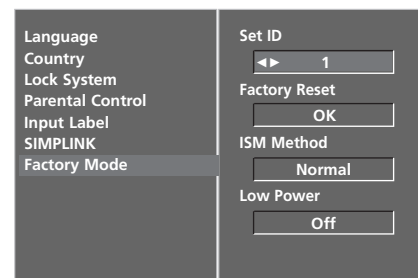 Language
Country
Lock System
Parental Control
Input Label
SIMPLINK
Factory Mode
Set ID
◀▶ 1
Factory Reset
OK
ISM Method
Normal
Low Power
Off